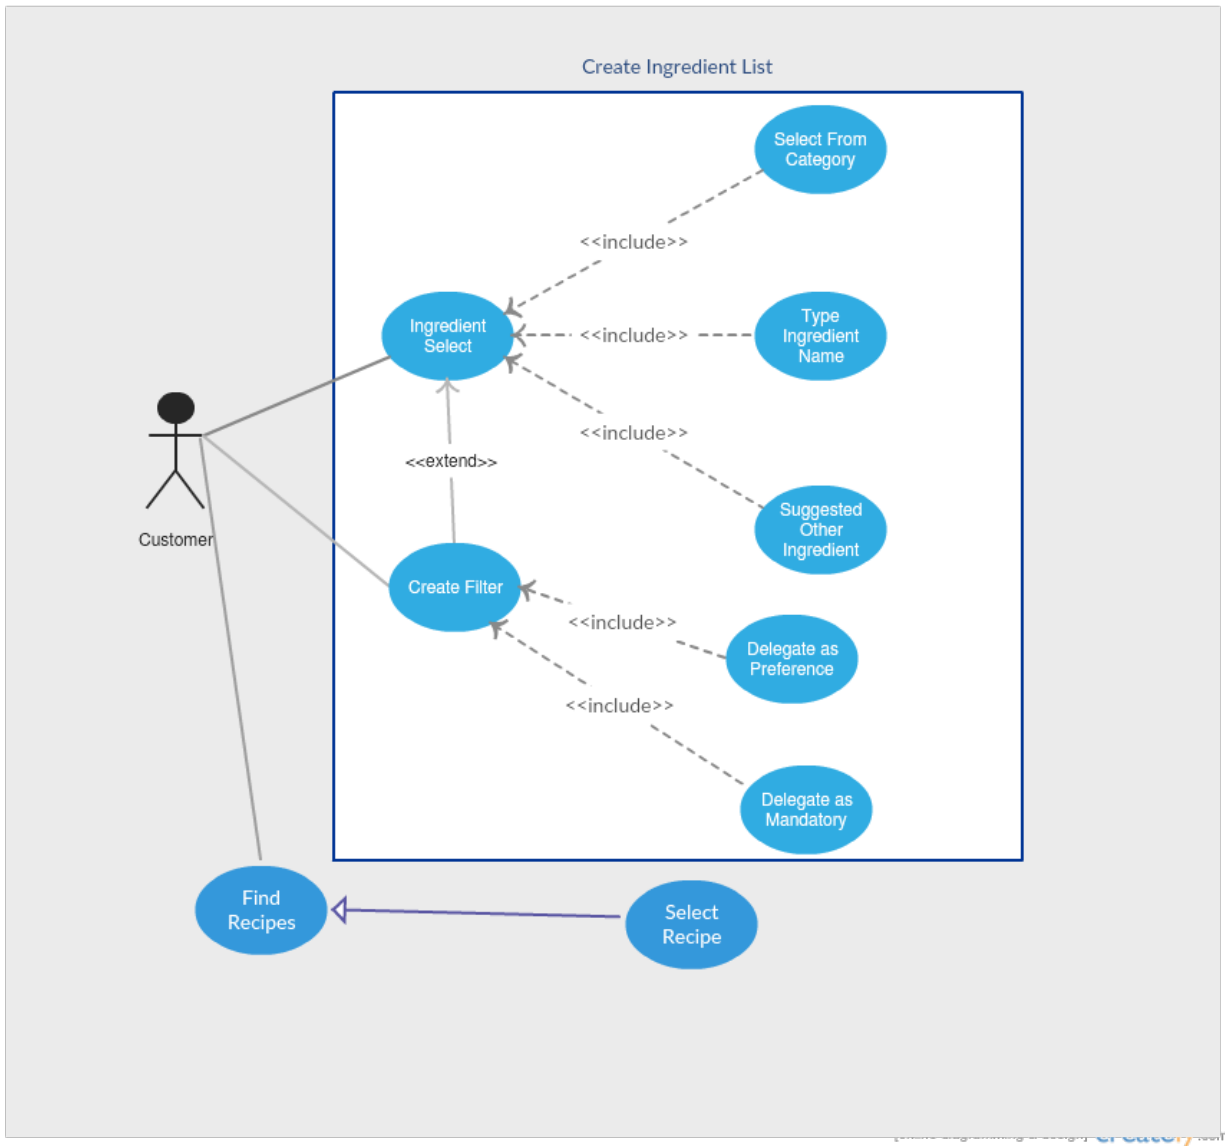 Create Ingredient List
Select From
Category
<<include>>
Ingredient
Select
<<include>>
Type
Ingredient
Name
<<include>>
<<extend>>
Suggested
Other
Ingredient
Customer
Create Filter
<<include>>
Delegate as
Preference
<<include>>
Delegate as
Mandatory
Find
Recipes
Select
Recipe